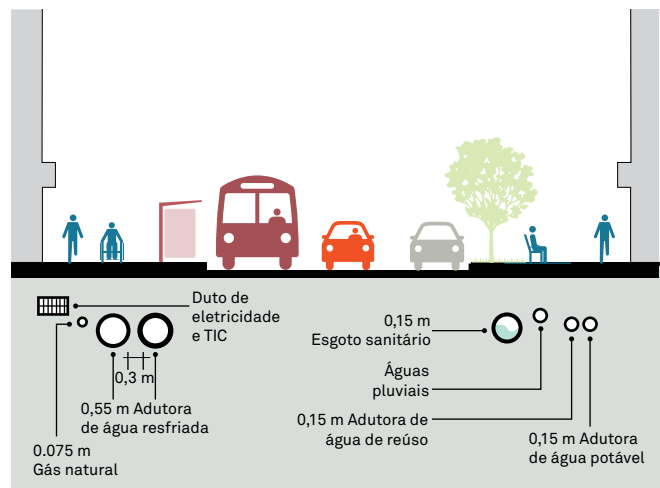 Duto de
eletricidade
e TIC
0,3 m
0,55 m Adutora
de água resfriada
0.075 m
Gás natural
0,15 m
Esgoto sanitário
Águas
pluviais
0,15 m Adutora de
água de reúso
0,15 m Adutora
de água potável